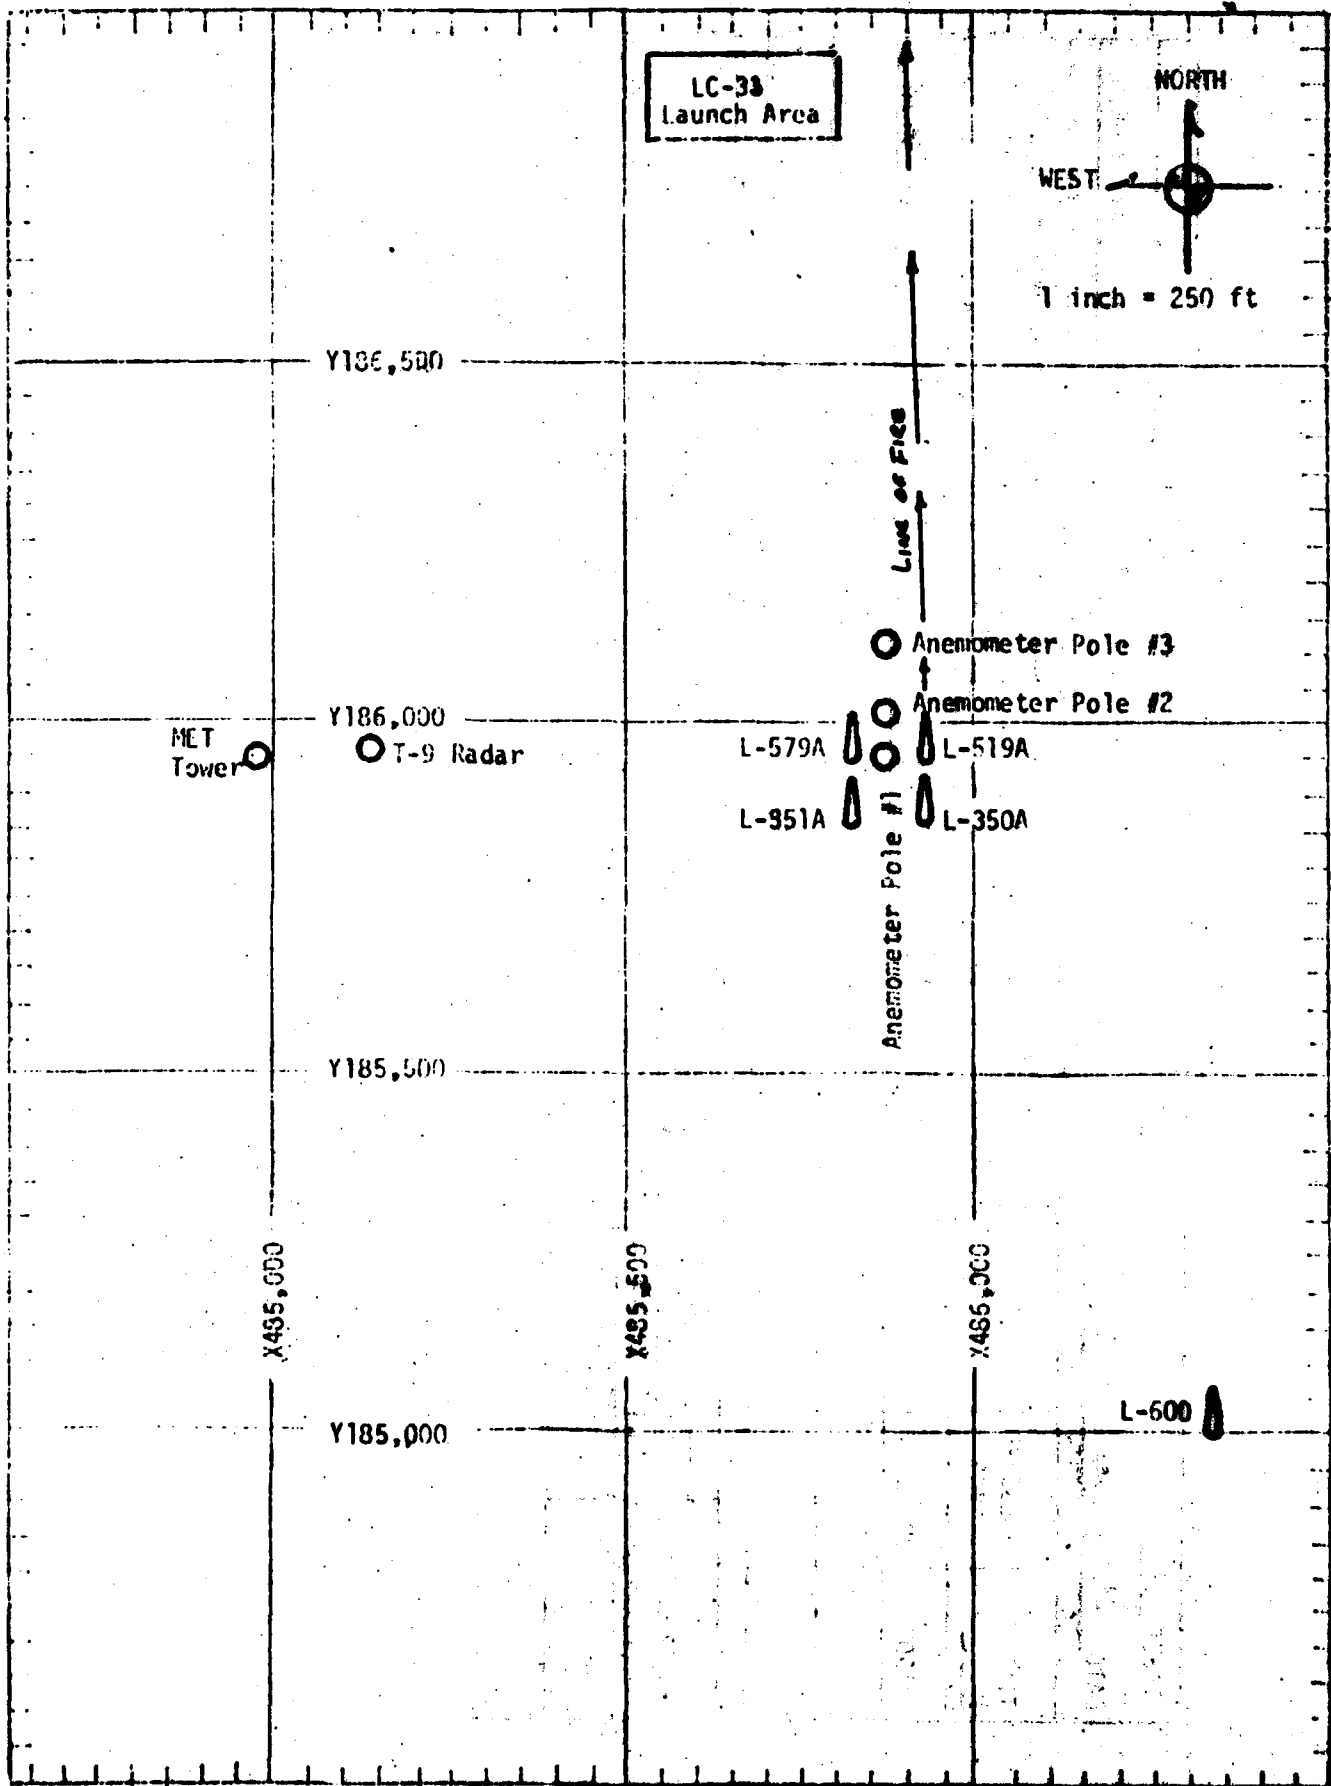 LC-33
Launch Area
NORTH
WEST
1 inch = 250 ft
Y186,500
LINE OF FIRE
Anemometer Pole #3
Anemometer Pole #2
Y186,000
MET
Tower
T-9 Radar
L-579A
L-519A
L-351A
L-350A
Anemometer Pole #1
Y185,500
X485,000
X485,500
X486,000
Y185,000
L-600